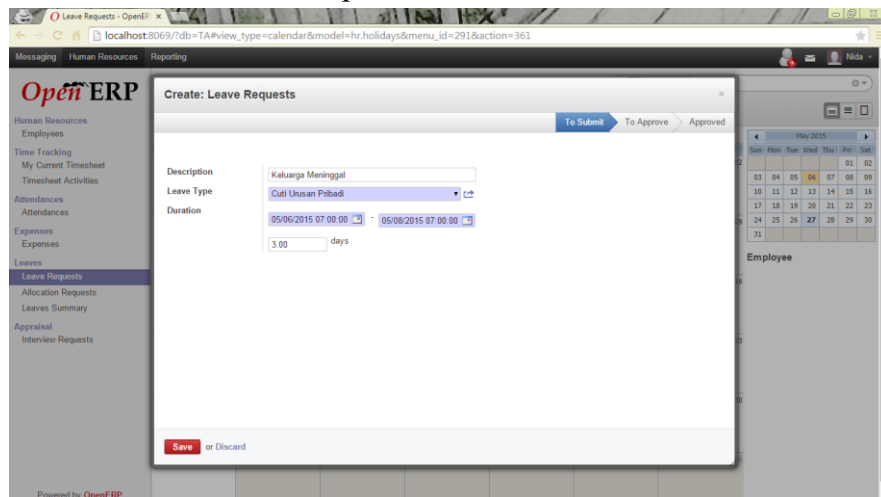 Leave Requests - OpenER
localhost:8069/?db=TA#view_type=calendar&model=hr.holidays&menu_id=291&action=361
Messaging Human Resources Reporting Nida
OpenERP
Human Resources
Employees
Time Tracking
My Current Timesheet
Timesheet Activities
Attendances
Attendances
Expenses
Expenses
Leaves
Leave Requests
Allocation Requests
Leaves Summary
Appraisal
Interview Requests
Powered by OpenERP
Create: Leave Requests ×
To Submit To Approve Approved
Description Keluarga Meninggal
Leave Type Cuti Urusan Pribadi
Duration
05/06/2015 07:00:00 - 05/08/2015 07:00:00
3.00 days
Save or Discard
May 2015
Sun Mon Tue Wed Thu Fri Sat
01 02
03 04 05 06 07 08 09
10 11 12 13 14 15 16
17 18 19 20 21 22 23
24 25 26 27 28 29 30
31
Employee